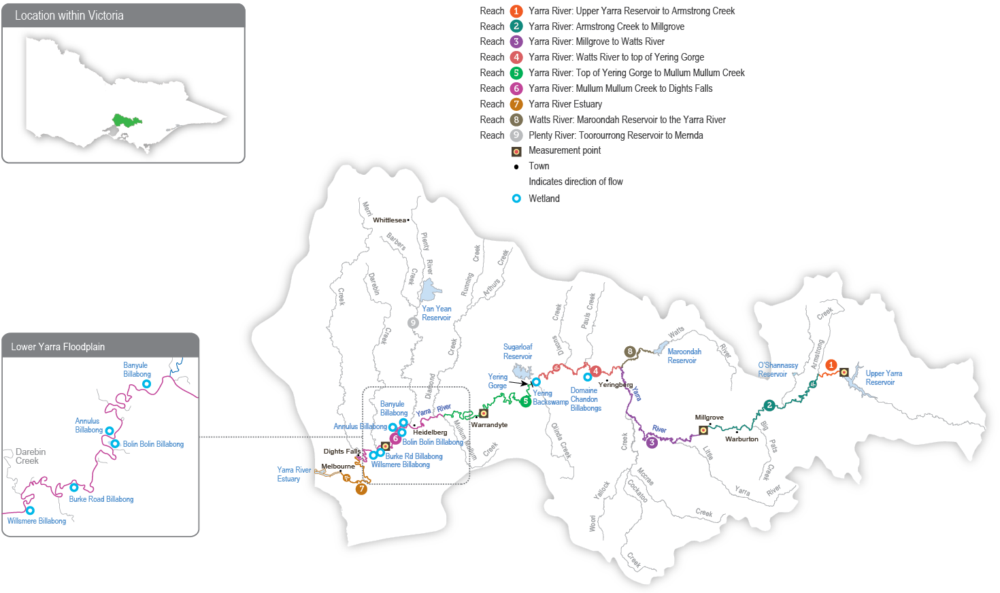 Location within Victoria
Reach 1 Yarra River: Upper Yarra Reservoir to Armstrong Creek
Reach 2 Yarra River: Armstrong Creek to Millgrove
Reach 3 Yarra River: Millgrove to Watts River
Reach 4 Yarra River: Watts River to top of Yering Gorge
Reach 5 Yarra River: Top of Yering Gorge to Mullum Mullum Creek
Reach 6 Yarra River: Mullum Mullum Creek to Dights Falls
Reach 7 Yarra River Estuary
Reach 8 Watts River: Maroondah Reservoir to the Yarra River
Reach 9 Plenty River: Toorourrong Reservoir to Mernda
Measurement point
Town
Indicates direction of flow
Wetland
Merri
Creek
Whittlesea
Barbers
Creek
Plenty
River
Darebin
Creek
Running
Creek
Arthurs
Creek
Yan Yean
Reservoir
9
Diamond
Creek
Sugarloaf
Reservoir
Dixons
Creek
Pauls Creek
8
Watts
River
Maroondah
Reservoir
Armstrong
Creek
O'Shannassy
Reservoir
1
Upper Yarra
Reservoir
Yering
Gorge
Yering
Backswamp
4
Yeringberg
Domaine
Chandon
Billabongs
5
Yarra
River
2
Millgrove
Warburton
3
Big
Pats
Creek
Little
Yarra
River
Banyule
Billabong
Yarra
River
Annulus Billabong
Heidelberg
6
Bolin Bolin Billabong
Burke Rd Billabong
Willsmere Billabong
Warrandyte
Mullum Mullum
Creek
Olinda Creek
Creek
Dights Falls
Melbourne
Yarra River
Estuary
7
Woori
Yallock
Mccrae
Creek
Cockatoo
Creek
Lower Yarra Floodplain
Banyule
Billabong
Annulus
Billabong
Bolin Bolin Billabong
Darebin
Creek
Burke Road Billabong
Willsmere Billabong